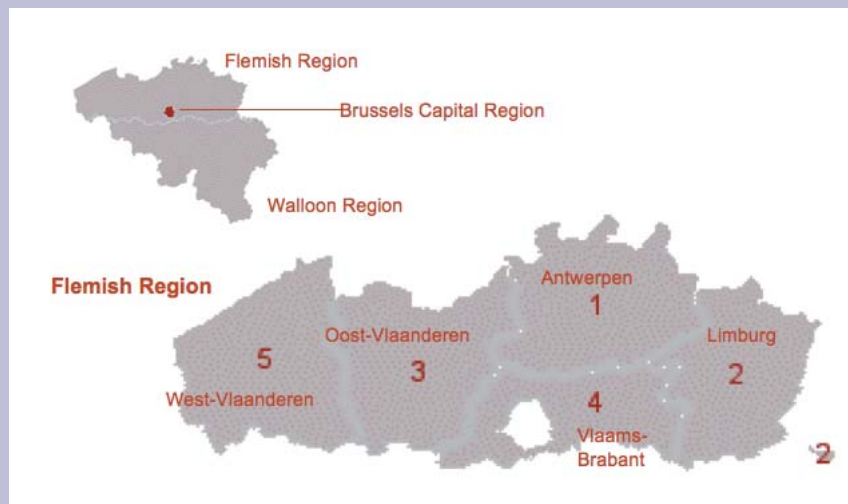 Flemish Region
Brussels Capital Region
Walloon Region
Flemish Region
Antwerpen
1
Oost-Vlaanderen
Limburg
5
3
2
West-Vlaanderen
4
Vlaams-
Brabant
2